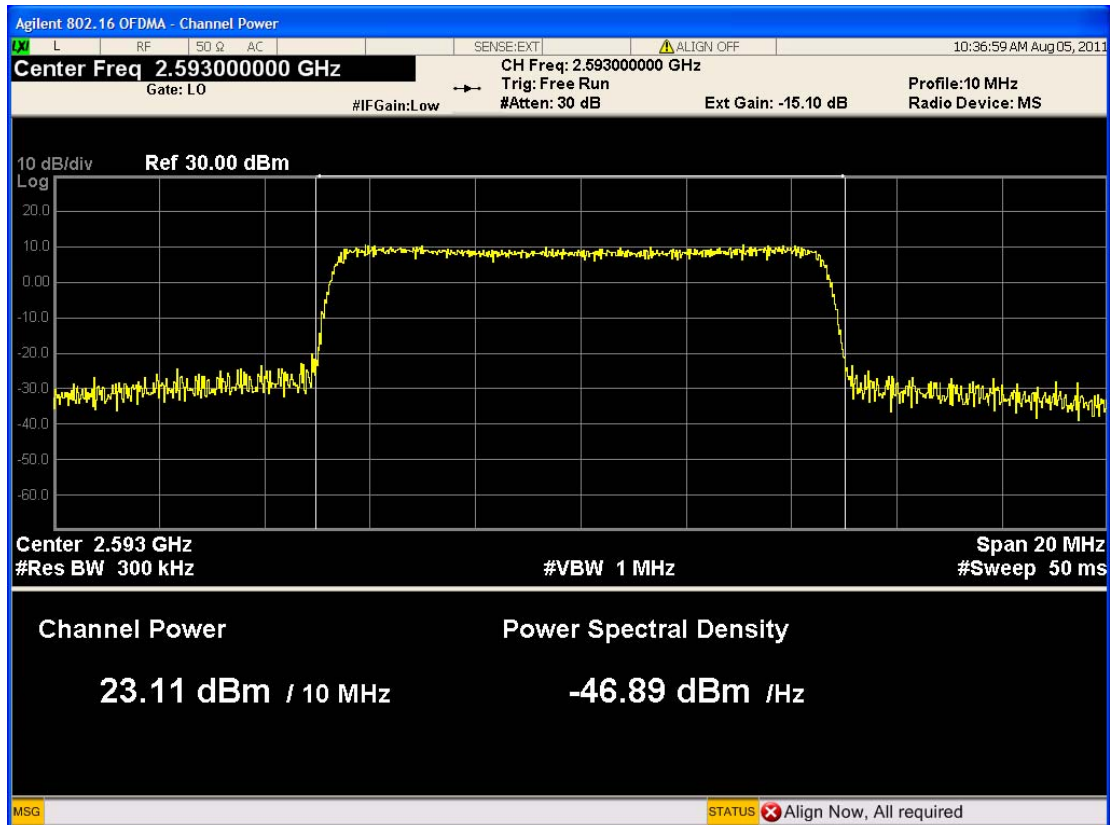 Agilent 802.16 OFDMA - Channel Power
LXI L RF 50 Ω AC SENSE:EXT ALIGN OFF 10:36:59 AM Aug 05, 2011
Center Freq 2.593000000 GHz CH Freq: 2.593000000 GHz
Gate: LO Trig: Free Run Profile:10 MHz
#IFGain:Low #Atten: 30 dB Ext Gain: -15.10 dB Radio Device: MS
10 dB/div Ref 30.00 dBm
Log
20.0
10.0
0.00
-10.0
-20.0
-30.0
-40.0
-50.0
-60.0
Center 2.593 GHz Span 20 MHz
#Res BW 300 kHz #VBW 1 MHz #Sweep 50 ms
Channel Power Power Spectral Density
23.11 dBm / 10 MHz -46.89 dBm /Hz
MSG STATUS Align Now, All required